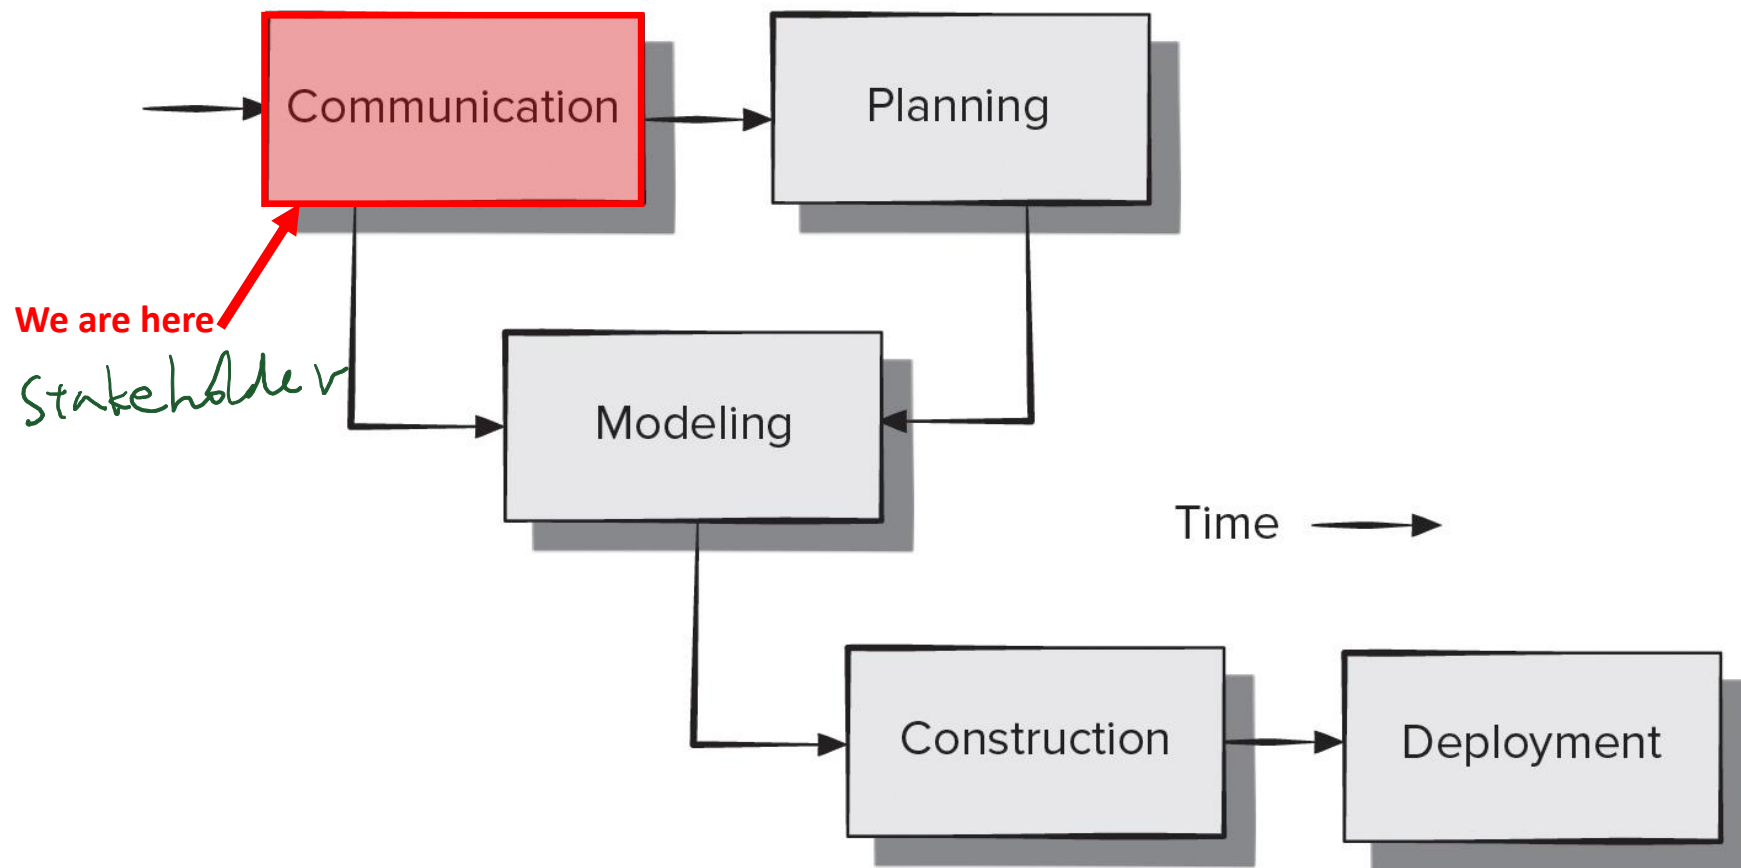 Communication
Planning
We are here
Stakeholder
Modeling
Time
Construction
Deployment